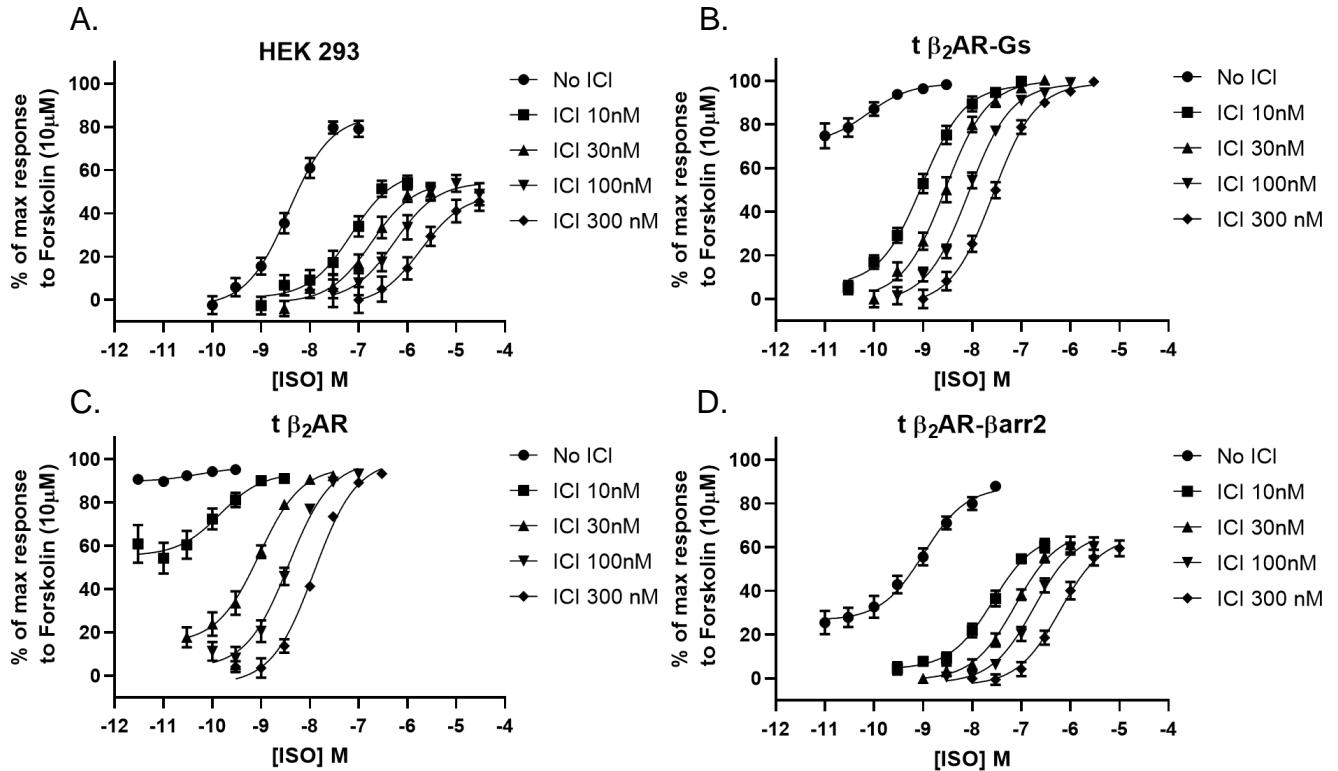 A.
HEK 293
% of max response
to Forskolin (10µM)
100
80
60
40
20
0
-12 -11 -10 -9 -8 -7 -6 -5 -4
[ISO] M
No ICI
ICI 10nM
ICI 30nM
ICI 100nM
ICI 300 nM
B.
t β₂AR-Gs
% of max response
to Forskolin (10µM)
100
80
60
40
20
0
-12 -11 -10 -9 -8 -7 -6 -5 -4
[ISO] M
No ICI
ICI 10nM
ICI 30nM
ICI 100nM
ICI 300 nM
C.
t β₂AR
% of max response
to Forskolin (10µM)
100
80
60
40
20
0
-12 -11 -10 -9 -8 -7 -6 -5 -4
[ISO] M
No ICI
ICI 10nM
ICI 30nM
ICI 100nM
ICI 300 nM
D.
t β₂AR-βarr2
% of max response
to Forskolin (10µM)
100
80
60
40
20
0
-12 -11 -10 -9 -8 -7 -6 -5 -4
[ISO] M
No ICI
ICI 10nM
ICI 30nM
ICI 100nM
ICI 300 nM